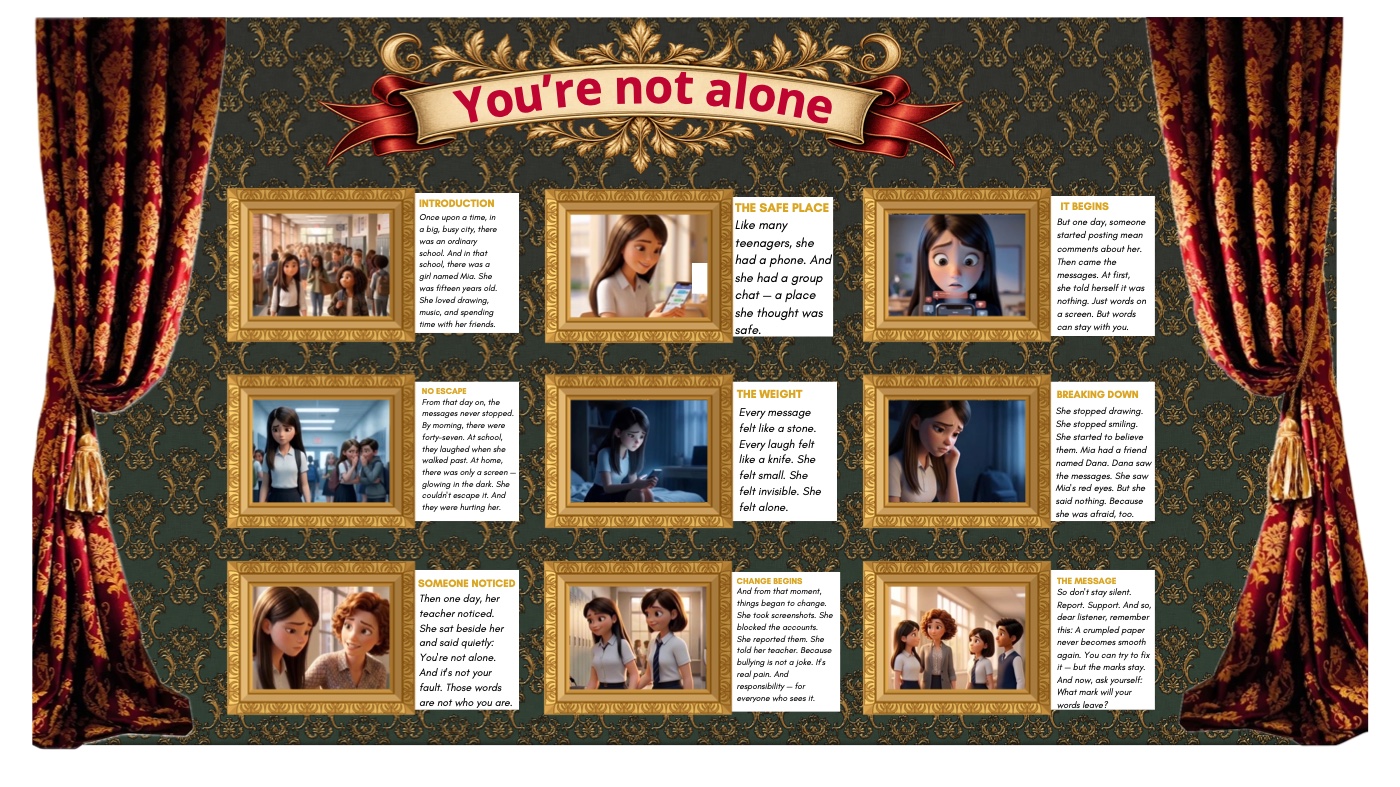 You're not alone
INTRODUCTION
Once upon a time, in
a big, busy city, there
was an ordinary
school. And in that
school, there was a
girl named Mia. She
was fifteen years old.
She loved drawing,
music, and spending
time with her friends.
THE SAFE PLACE
Like many
teenagers, she
had a phone. And
she had a group
chat — a place
she thought was
safe.
IT BEGINS
But one day, someone
started posting mean
comments about her.
Then came the
messages. At first,
she told herself it was
nothing. Just words on
a screen. But words
can stay with you.
NO ESCAPE
From that day on, the
messages never stopped.
By morning, there were
forty-seven. At school,
they laughed when she
walked past. At home,
there was only a screen —
glowing in the dark. She
couldn't escape it. And
they were hurting her.
THE WEIGHT
Every message
felt like a stone.
Every laugh felt
like a knife. She
felt small. She
felt invisible. She
felt alone.
BREAKING DOWN
She stopped drawing.
She stopped smiling.
She started to believe
them. Mia had a friend
named Dana. Dana saw
the messages. She saw
Mia's red eyes. But she
said nothing. Because
she was afraid, too.
SOMEONE NOTICED
Then one day, her
teacher noticed.
She sat beside her
and said quietly:
You're not alone.
And it's not your
fault. Those words
are not who you are.
CHANGE BEGINS
And from that moment,
things began to change.
She took screenshots. She
blocked the accounts.
She reported them. She
told her teacher. Because
bullying is not a joke. It's
real pain. And
responsibility — for
everyone who sees it.
THE MESSAGE
So don't stay silent.
Report. Support. And so,
dear listener, remember
this: A crumpled paper
never becomes smooth
again. You can try to fix
it — but the marks stay.
And now, ask yourself:
What mark will your
words leave?